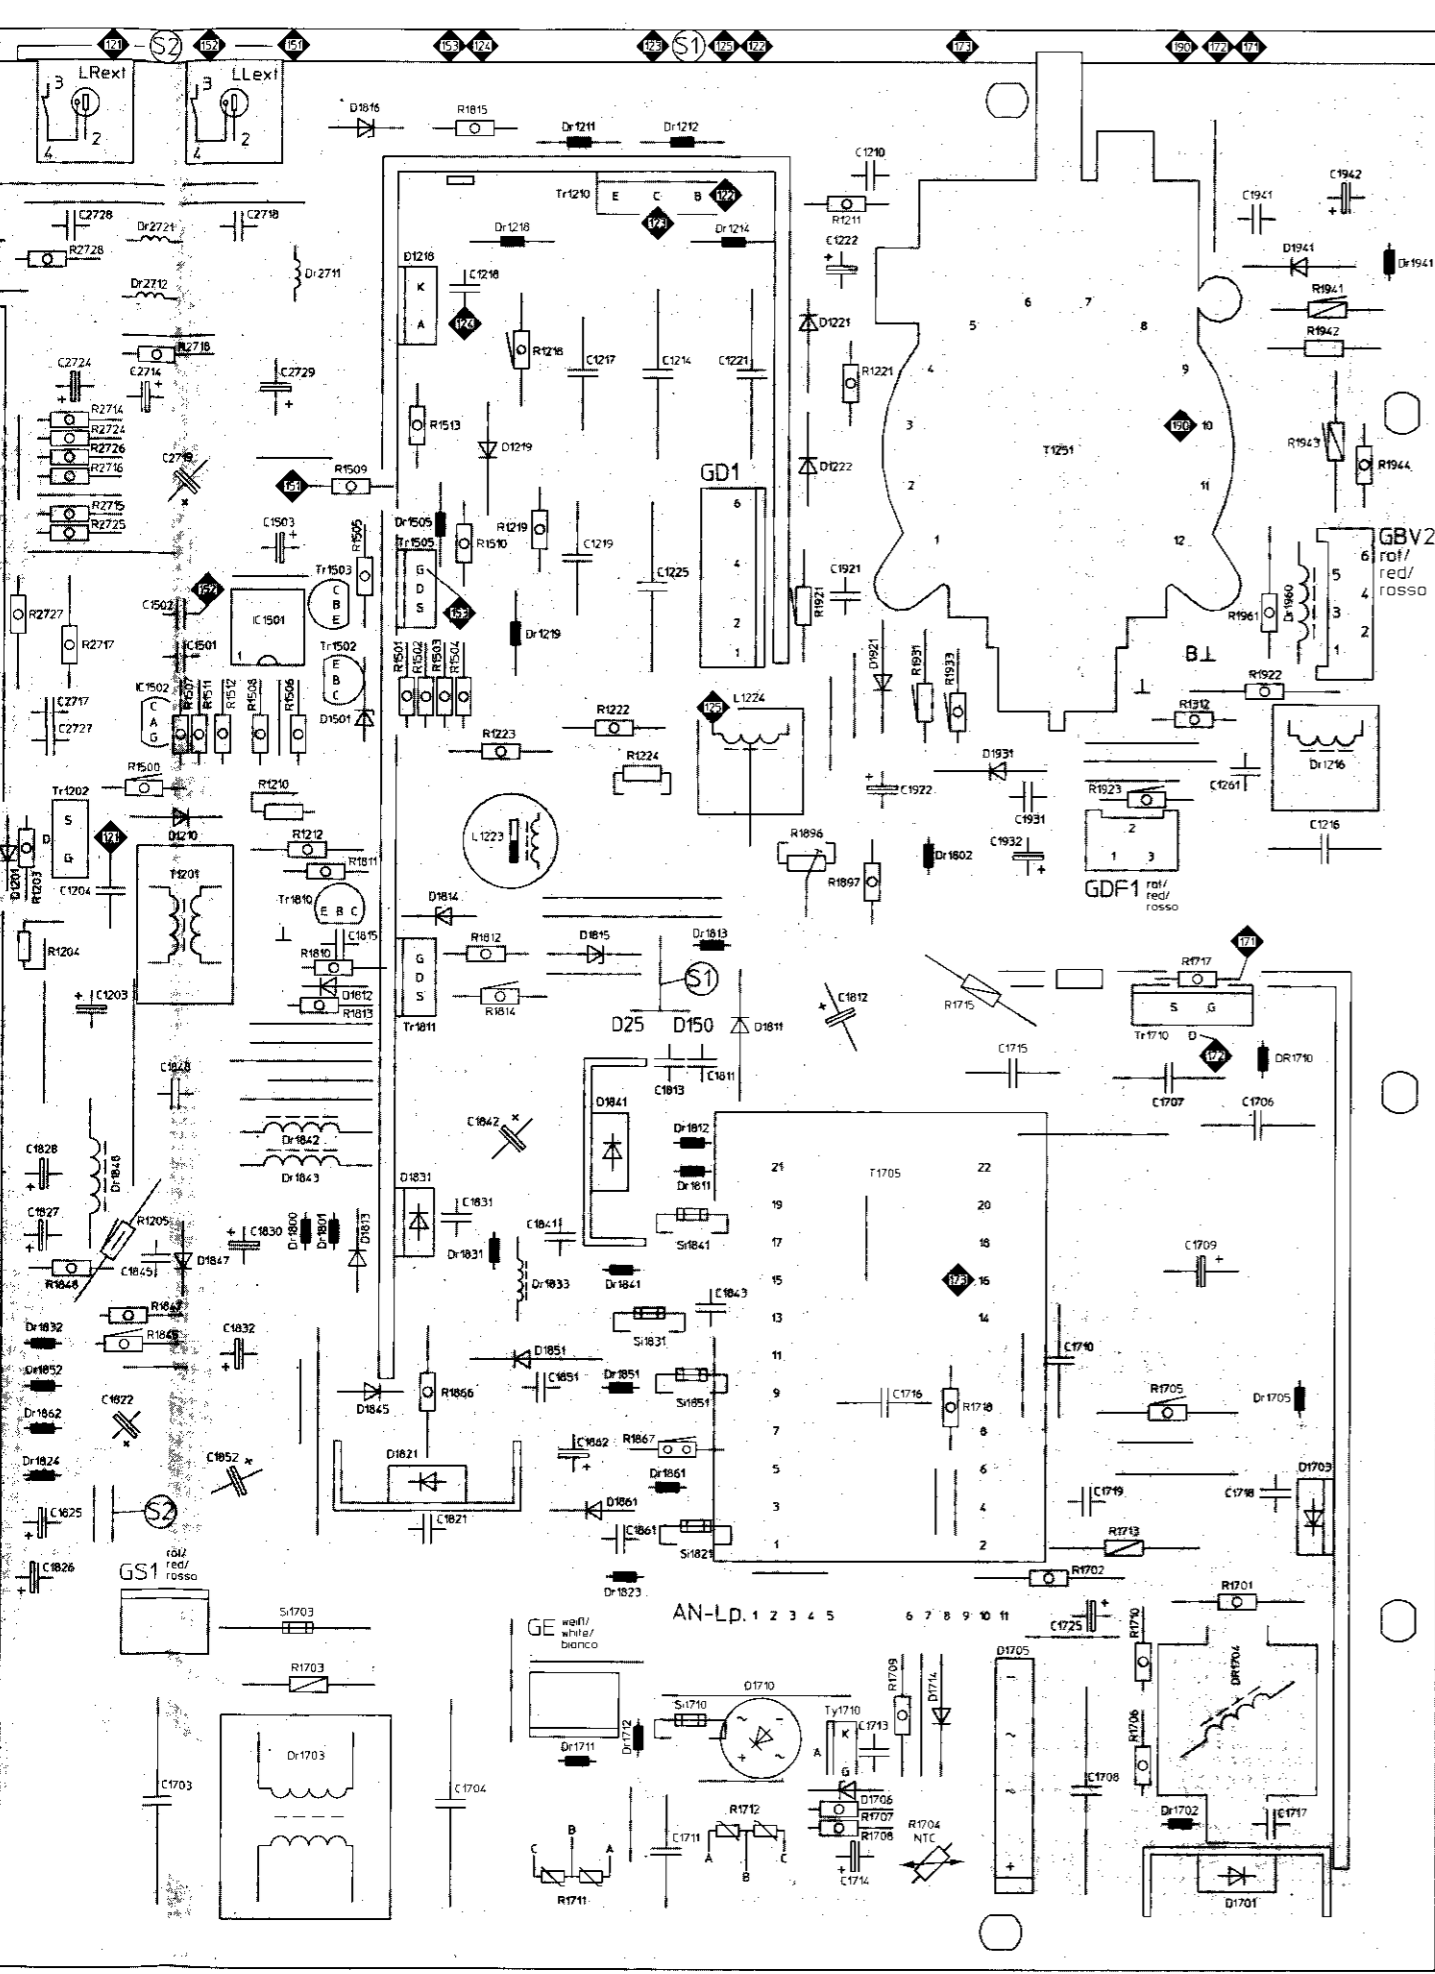 121 S2 152 151 153 124 123 S1 125 122 173 190 172 171
LRext LLext
3 3
2 2
4 4
D1816 R1815 Dr1211 Dr1212
C1210
C1942
Tr1210 E C B 122
C1941
123
R1211
C2728 C2718
Dr2721 Dr1218 Dr1214
R2728
C1222
D1941
D1216 C1218
Dr1941
Dr2711
Dr2712
K
R1941
A 124
6 7
5 8
D1221
R1942
R2718
R1218 C1217 C1214 C1221
C2724 C2714 C2729
R1221
4 9
R2714
R2724
R2726
R2716
R2715
R2725
R1513
D1219
3 190 10
T1251
R1943
R1944
C2719
D1222
GD1
151 R1509
2 11
6
C1503
R1505
Dr1505
R1510
R1219
Tr1505
C1219
1 12
GBV2
rot/
red/
rosso
Tr1503
C
B
E
G
D
S
C1225
4
C1921
R1921
6
5
4
3
2
1
152
C1502
IC1501
153
R2727
R2717
Dr1219
2
R1961
Dr1960
C1501
1
Tr1502
E
B
C
R1501
R1502
R1503
R1504
1
D1921
R1931
R1933
B⊥
R1922
IC1502
C
A
G
R1507
R1511
R1512
R1508
R1506
C2717
C2727
D1501
125 L1224
R1222
R1312
R1223
R1224
Dr1216
R1500
R1210
D1931
C1922
C1931
R1923
C1261
Tr1202
S
D
G
121
D1210
R1212
L1223
R1896
C1932
2
1 3
GDF1 rot/
red/
rosso
C1216
D1201
R1203
C1204
T1201
R1811
Tr1810
E B C
R1897
Dr1802
D1814
C1815
R1204
R1810
R1812
D1815
Dr1813
171
R1717
S1
C1203
D1812
R1813
G
D
S
Tr1811
R1814
D25 D150
D1811
C1812
R1715
S G
Tr1710 D
172
DR1710
C1848
C1813
C1811
C1715
C1707
C1706
D1841
C1842
Dr1842
Dr1843
Dr1812
Dr1811
C1828
Dr1848
C1827
D1831
C1831
21 T1705 22
19 20
17 18
15 173 16
13 14
11
9
7 8
5 6
3 4
1 2
R1205
C1830
Dr1800
Dr1801
D1813
C1841
Si1841
R1848
C1845
D1847
Dr1831
Dr1833
Dr1841
C1843
C1709
R1847
R1846
Dr1832
C1832
Si1831
C1710
Dr1852
D1851
C1851
Dr1851
Si1851
D1845
R1866
C1716
R1718
R1705
Dr1705
Dr1862
C1822
Dr1824
C1852
D1821
C1862
R1867
Dr1861
D1703
C1825
S2
C1821
D1861
C1861
Si1821
C1719
C1718
R1713
C1826
GS1 rot/
red/
rosso
Dr1823
R1702
R1701
Si1703
GE weiß/
white/
bianco
AN-Lp. 1 2 3 4 5 6 7 8 9 10 11
C1725
R1710
DR1704
R1703
D1705
Si1710
D1710
Ty1710
K
A
G
C1713
R1709
D1714
Dr1712
Dr1711
R1706
Dr1703
C1703
C1704
D1706
R1707
R1708
C1708
Dr1702
C1717
R1712
A B C
C1711
C1714
R1704
NTC
C B A
R1711
D1701